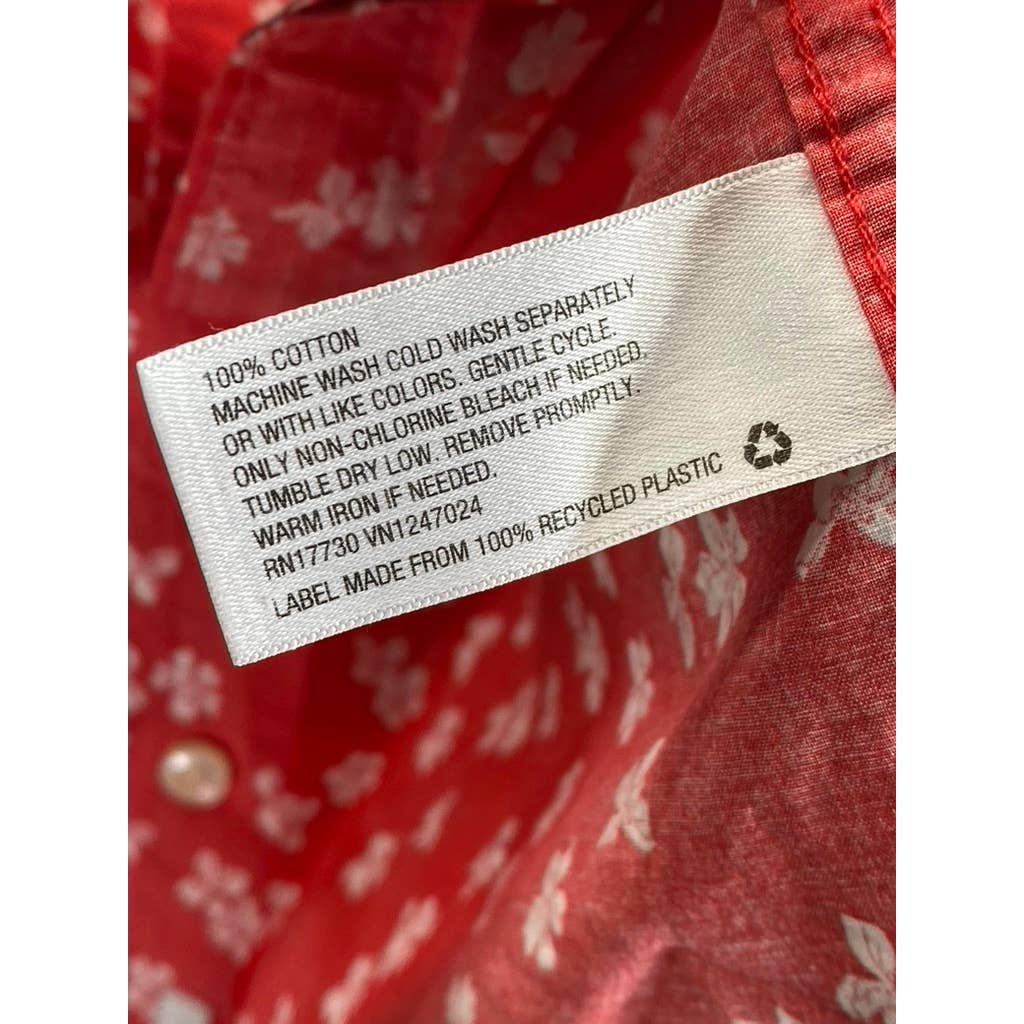 100% COTTON
MACHINE WASH COLD WASH SEPARATELY
OR WITH LIKE COLORS. GENTLE CYCLE.
ONLY NON-CHLORINE BLEACH IF NEEDED.
TUMBLE DRY LOW. REMOVE PROMPTLY.
WARM IRON IF NEEDED.
RN17730 VN1247024
LABEL MADE FROM 100% RECYCLED PLASTIC